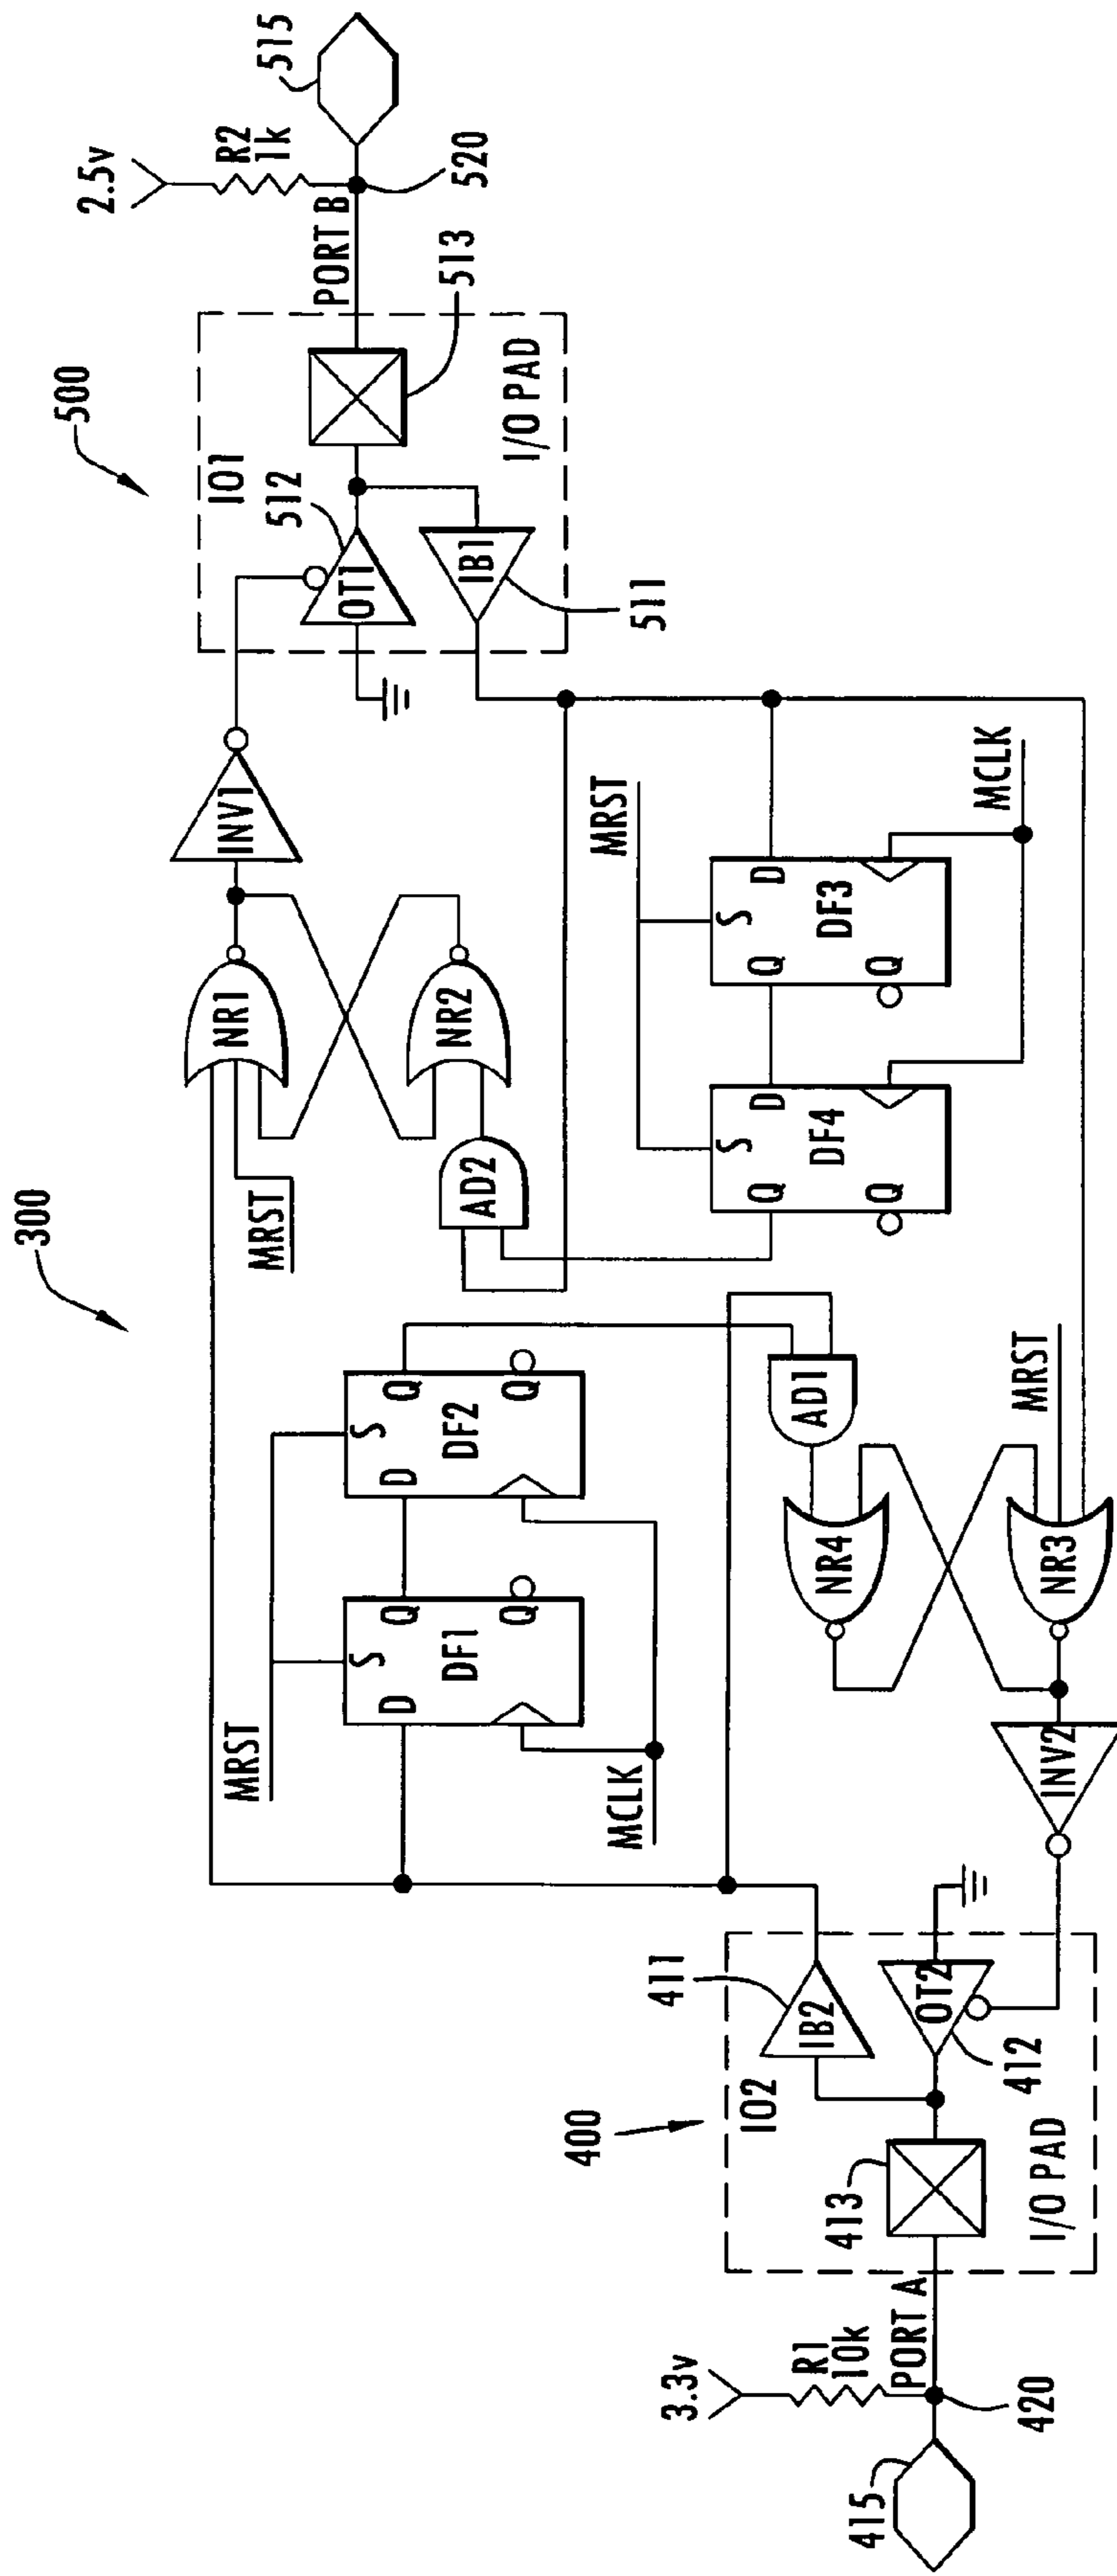 300
500
2.5v
R2
1k
515
PORT B
520
513
I/O PAD
IO1
512
OT1
IB1
511
INV1
NR1
NR2
MRST
AD2
MRST
S
D
Q
DF3
Q
S
D
Q
DF4
Q
MCLK
MRST
S
D
Q
DF1
Q
S
D
Q
DF2
Q
MCLK
AD1
NR4
MRST
NR3
INV2
400
411
IB2
IO2
OT2
412
413
I/O PAD
PORT A
3.3v
R1
10k
420
415